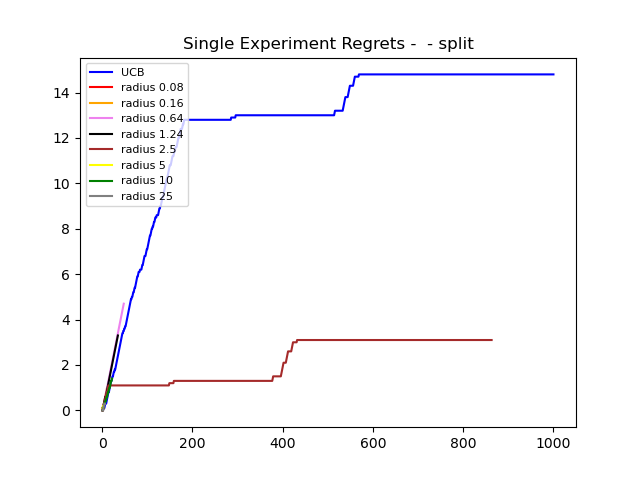 Single Experiment Regrets -  - split
UCB
radius 0.08
radius 0.16
radius 0.64
radius 1.24
radius 2.5
radius 5
radius 10
radius 25
14
12
10
8
6
4
2
0
0 200 400 600 800 1000